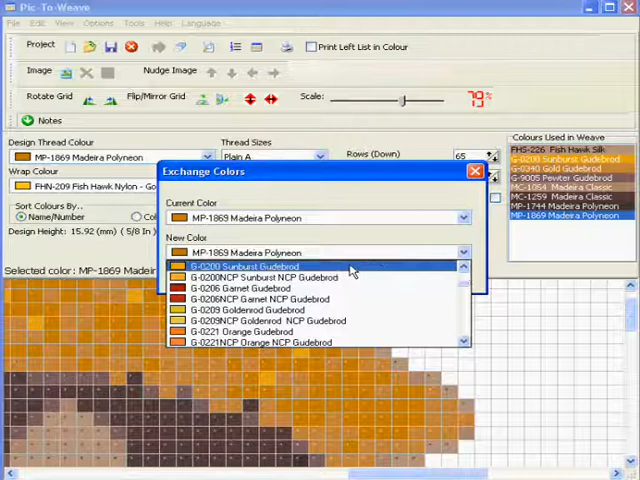 Pic-To-Weave
File Edit View Options Tools Help Language
Project
Print Left List in Colour
Image
Nudge Image
Rotate Grid
Flip/Mirror Grid
Scale:
79%
Notes
Design Thread Colour
Thread Sizes
Colours Used in Weave
MP-1869 Madeira Polyneon
Plain A
Rows (Down)
65
FHS-226 Fish Hawk Silk
G-0200 Sunburst Gudebrod
G-0340 Gold Gudebrod
G-9005 Pewter Gudebrod
MC-1054 Madeira Classic
MC-1259 Madeira Classic
MP-1744 Madeira Polyneon
MP-1869 Madeira Polyneon
Wrap Colour
FHN-209 Fish Hawk Nylon - Go
Sort Colours By..
Name/Number
Co
Design Height: 15.92 mm (5/8 In)
Selected color: MP-1869 Madeira
Exchange Colors
Current Color
MP-1869 Madeira Polyneon
New Color
MP-1869 Madeira Polyneon
G-0200 Sunburst Gudebrod
G-0200NCP Sunburst NCP Gudebrod
G-0206 Garnet Gudebrod
G-0206NCP Garnet NCP Gudebrod
G-0209 Goldenrod Gudebrod
G-0209NCP Goldenrod NCP Gudebrod
G-0221 Orange Gudebrod
G-0221NCP Orange NCP Gudebrod